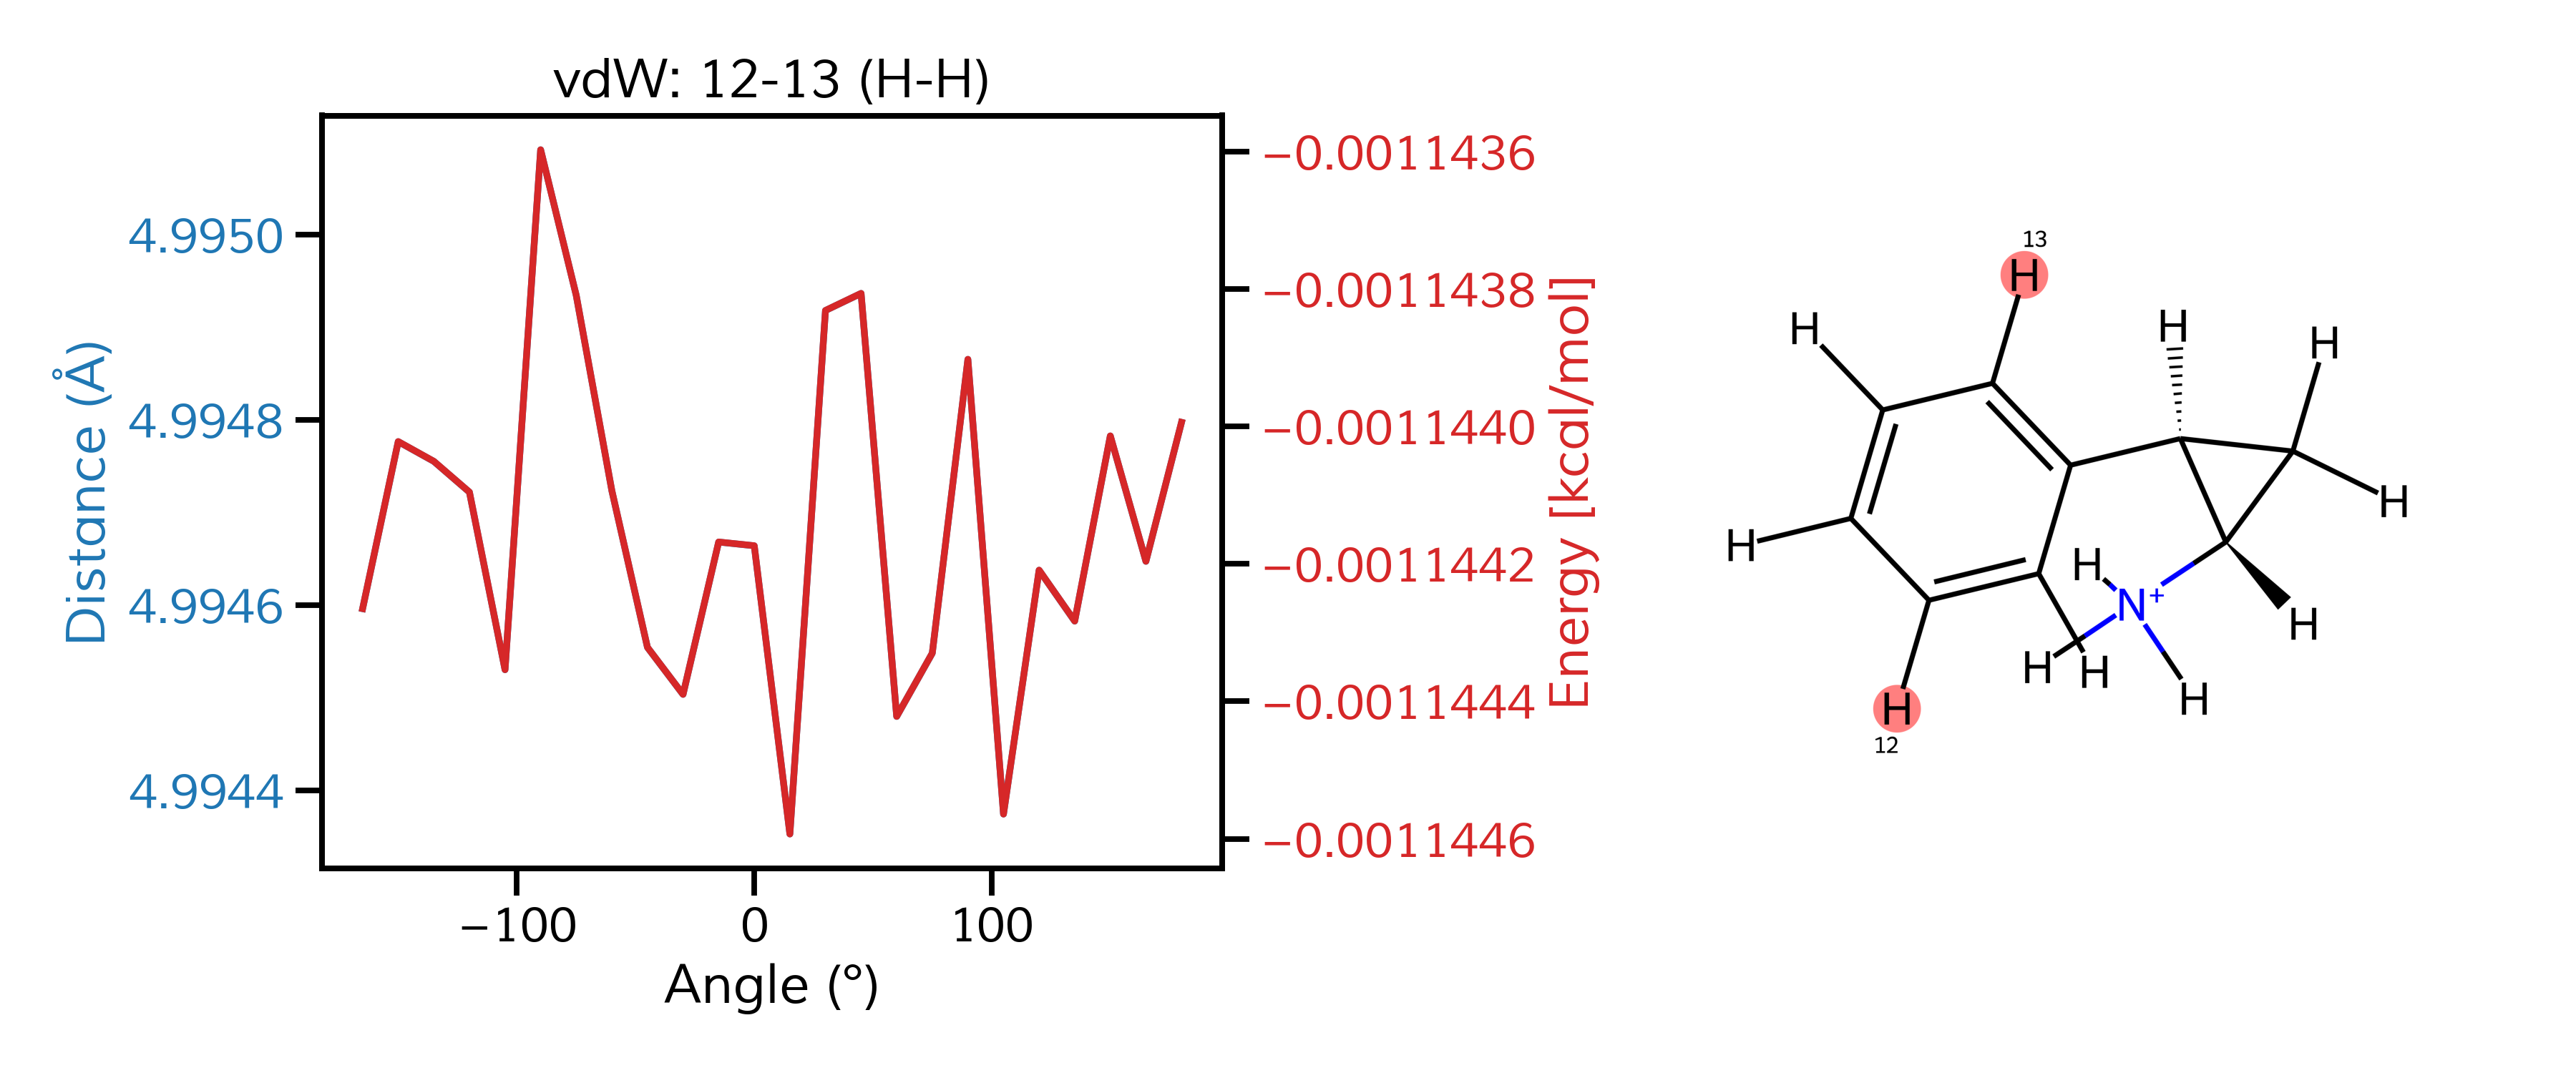 vdW: 12-13 (H-H)
Distance (Å)
4.9950
4.9948
4.9946
4.9944
−100
0
100
Angle (°)
−0.0011436
−0.0011438
−0.0011440
−0.0011442
−0.0011444
−0.0011446
Energy [kcal/mol]
13
H
H
H
H
H
H
H
N+
H
H
H
H
H
12